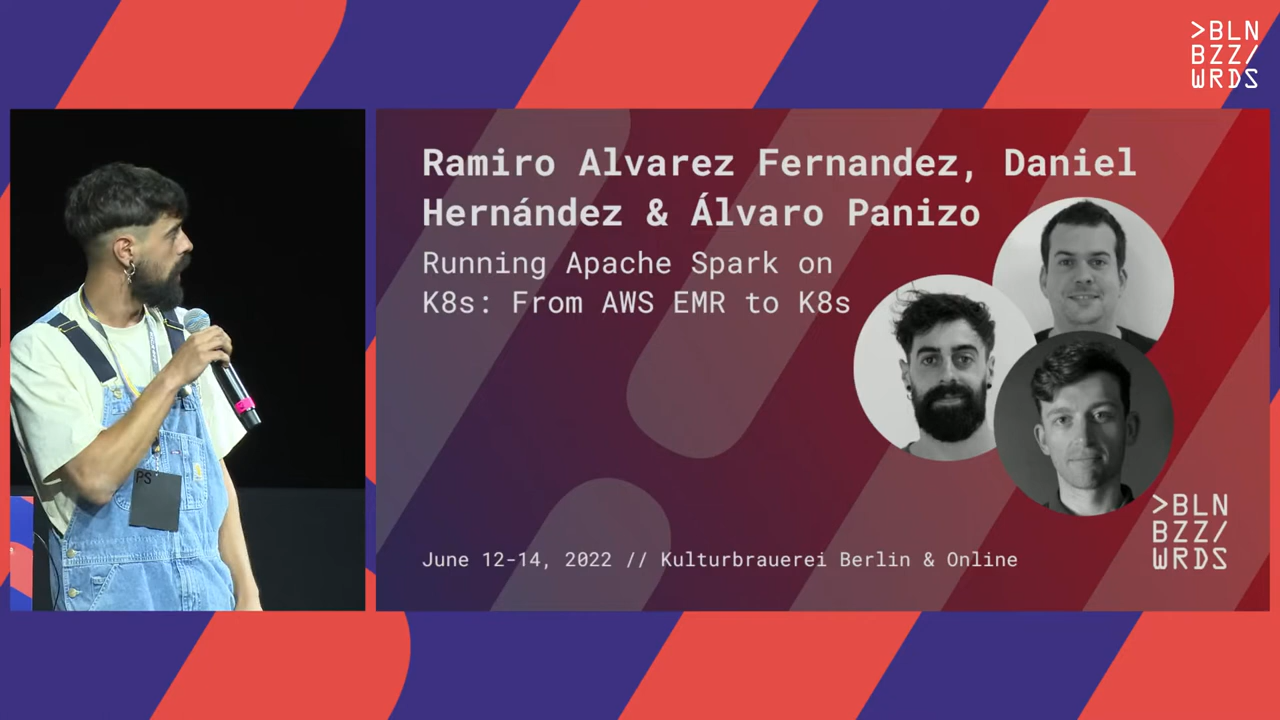 >BLN
BZZ/
WRDS
Ramiro Alvarez Fernandez, Daniel
Hernández & Álvaro Panizo
Running Apache Spark on
K8s: From AWS EMR to K8s
PS
June 12-14, 2022 // Kulturbrauerei Berlin & Online
>BLN
BZZ/
WRDS